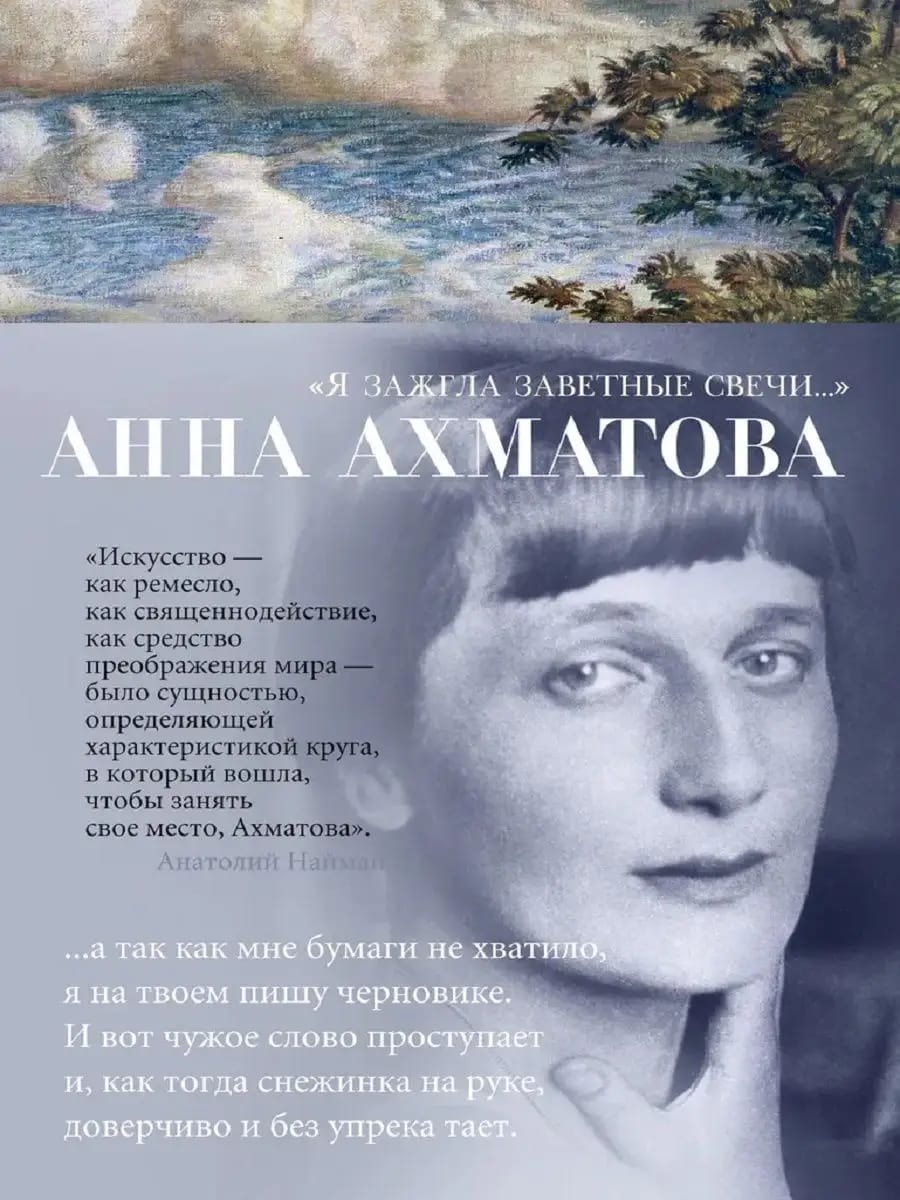 «Я ЗАЖГЛА ЗАВЕТНЫЕ СВЕЧИ...»
АННА АХМАТОВА
«Искусство —
как ремесло,
как священнодействие,
как средство
преображения мира —
было сущностью,
определяющей
характеристикой круга,
в который вошла,
чтобы занять
свое место, Ахматова».
Анатолий Найман
...а так как мне бумаги не хватило,
я на твоем пишу черновике.
И вот чужое слово проступает
и, как тогда снежинка на руке,
доверчиво и без упрека тает.